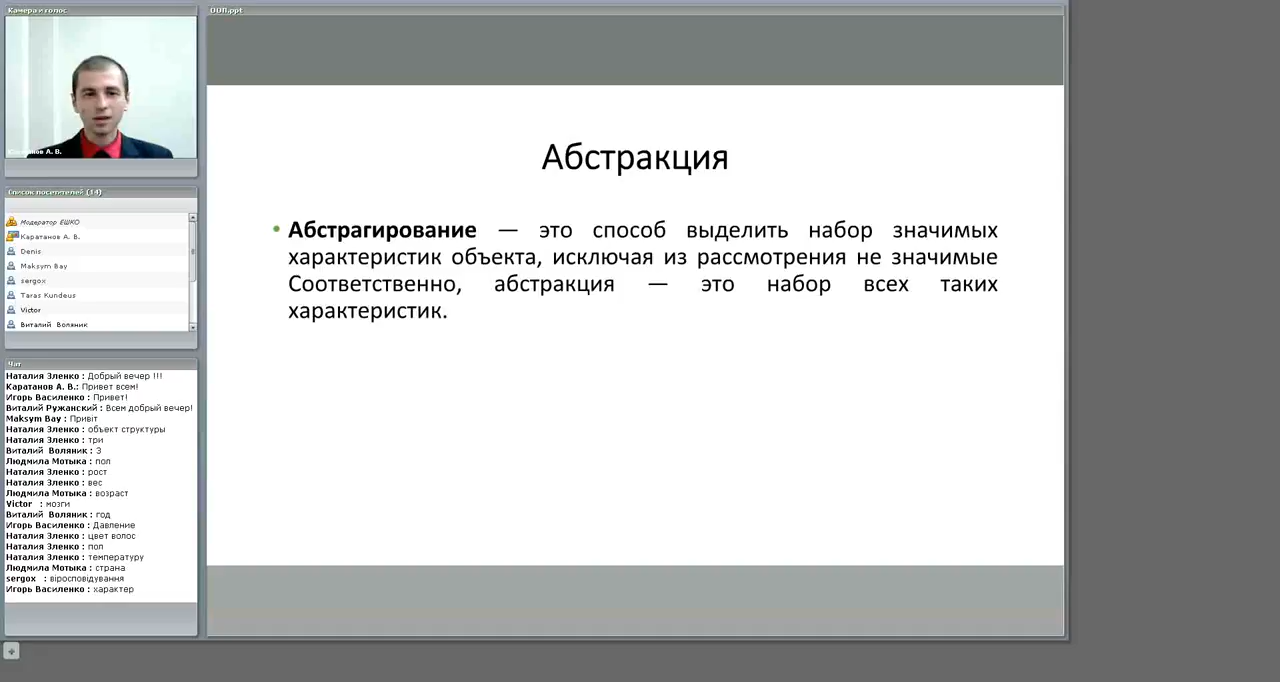 Камера и голос
нов А. В.
Список посетителей (14)
Модератор ЕШКО
Каратанов А. В.
Denis
Maksym Bay
sergox
Taras Kundeus
Victor
Виталий Воляник
Чат
Наталия Зленко : Добрый вечер !!!
Каратанов А. В.: Привет всем!
Игорь Василенко : Привет!
Виталий Ружанский : Всем добрый вечер!
Maksym Bay : Привіт
Наталия Зленко : объект структуры
Наталия Зленко : три
Виталий Воляник : 3
Людмила Мотыка : пол
Наталия Зленко : рост
Наталия Зленко : вес
Людмила Мотыка : возраст
Victor : мозги
Виталий Воляник : год
Игорь Василенко : Давление
Наталия Зленко : цвет волос
Наталия Зленко : пол
Наталия Зленко : температуру
Людмила Мотыка : страна
sergox : віросповідування
Игорь Василенко : характер
ООП.ppt
Абстракция
• Абстрагирование — это способ выделить набор значимых
характеристик объекта, исключая из рассмотрения не значимые
Соответственно, абстракция — это набор всех таких
характеристик.